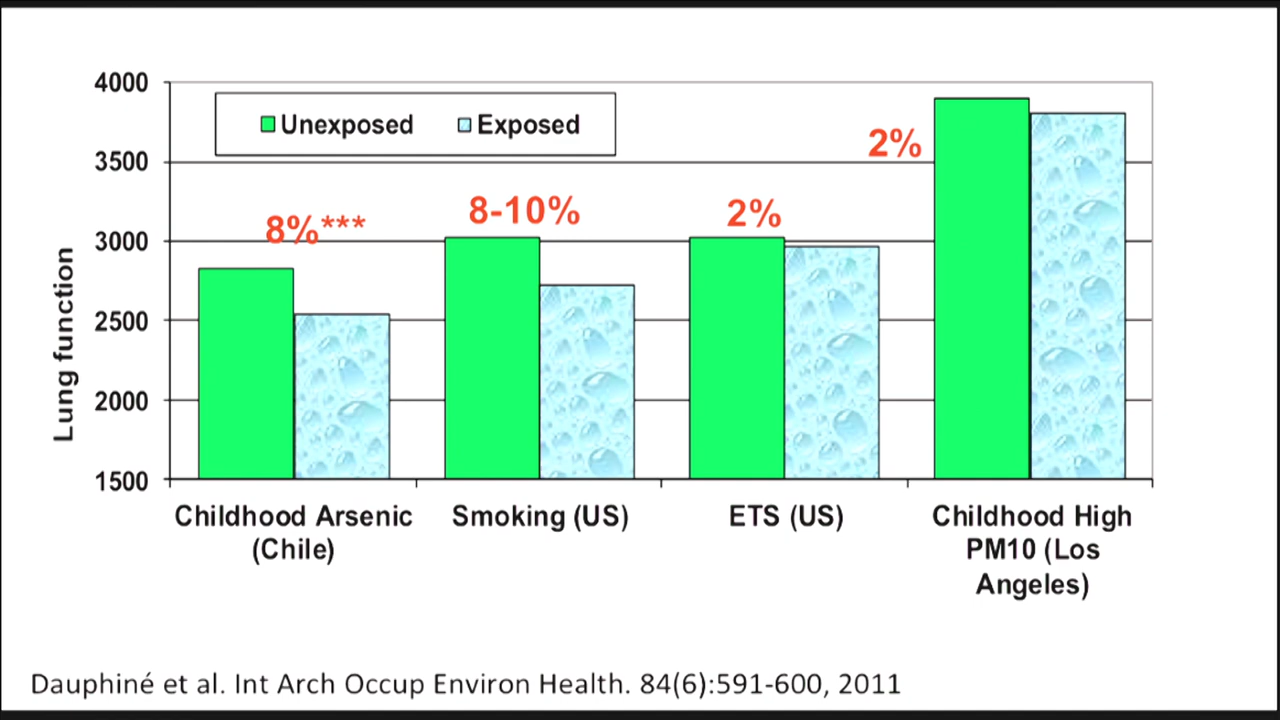 4000
3500
3000
2500
2000
1500
Lung function
Unexposed Exposed
8%***
8-10%
2%
2%
Childhood Arsenic
(Chile)
Smoking (US)
ETS (US)
Childhood High
PM10 (Los
Angeles)
Dauphiné et al. Int Arch Occup Environ Health. 84(6):591-600, 2011